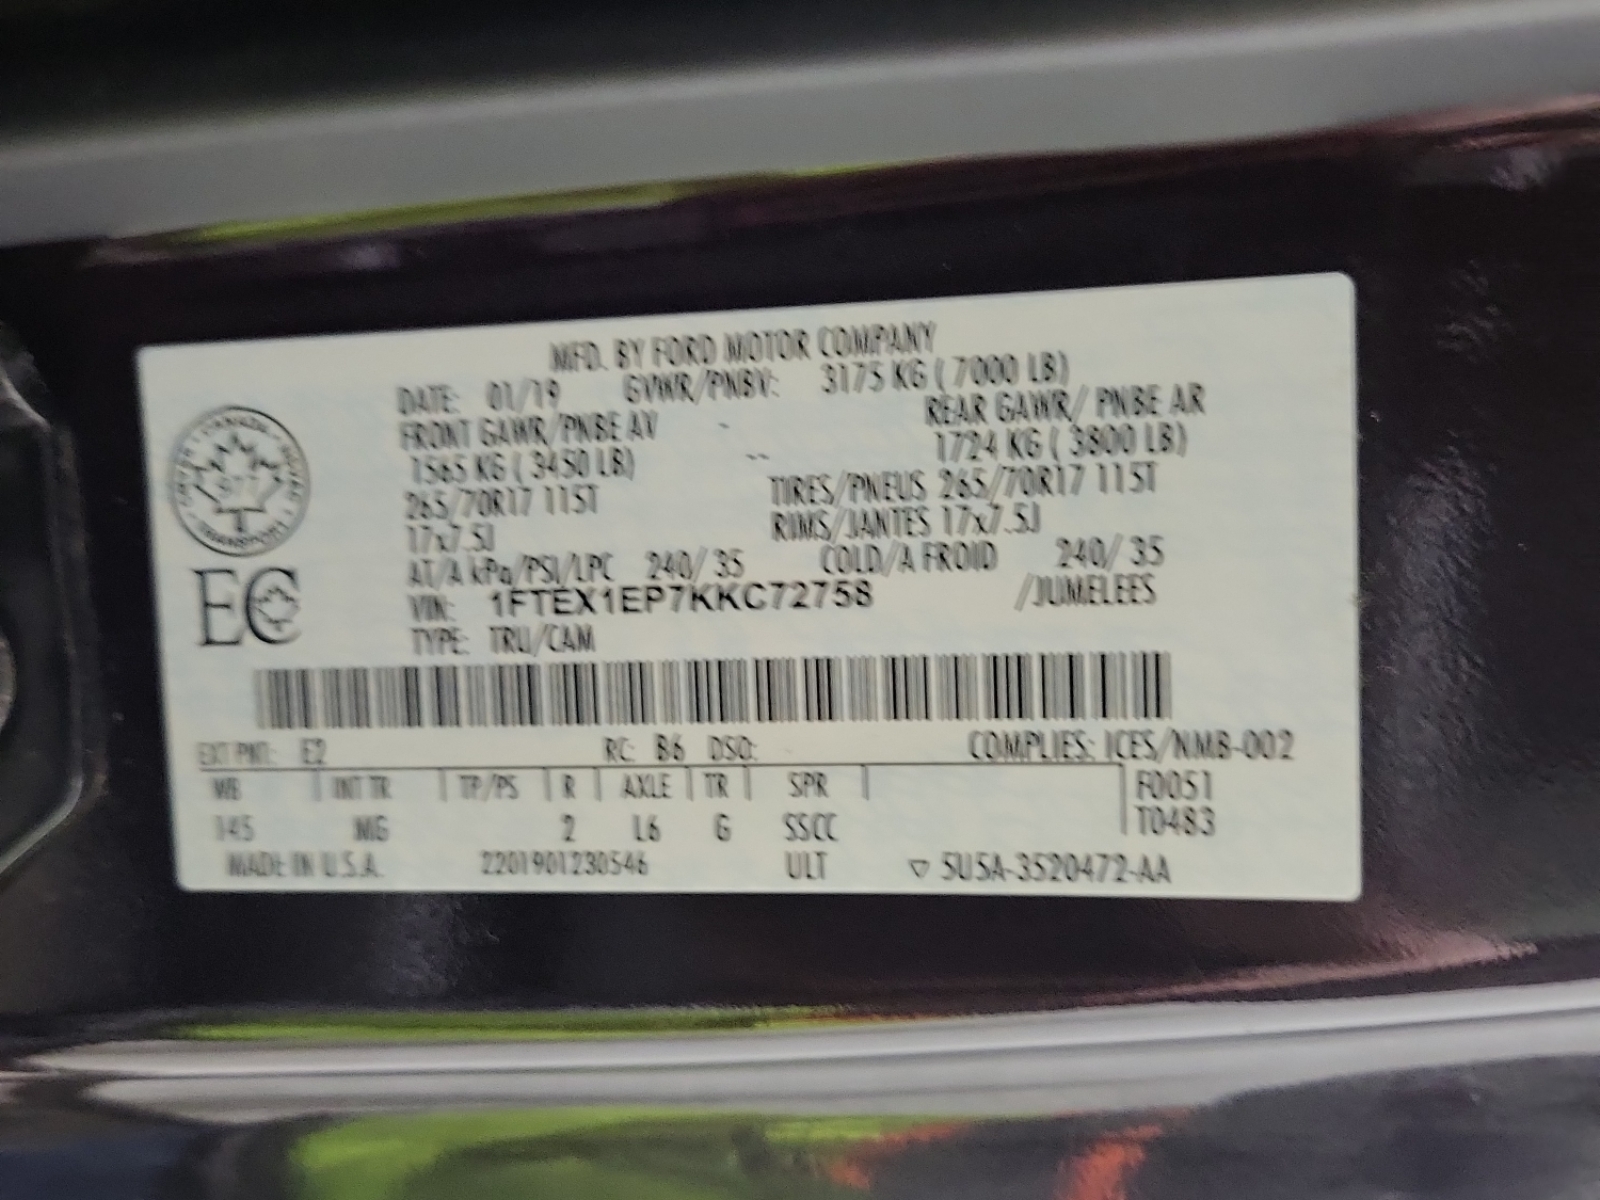 MFD. BY FORD MOTOR COMPANY
DATE: 01/19 GVWR/PNBV: 3175 KG ( 7000 LB)
FRONT GAWR/PNBE AV - REAR GAWR/ PNBE AR
1565 KG ( 3450 LB) -- 1724 KG ( 3800 LB)
265/70R17 115T TIRES/PNEUS 265/70R17 115T
17x7.5J RIMS/JANTES 17x7.5J
AT/A kPa/PSI/LPC 240/ 35 COLD/A FROID 240/ 35
VIN: 1FTEX1EP7KKC72758 /JUMELEES
TYPE: TRU/CAM
CANADA
TRANSPORT
EC
EXT PNT: E2 RC: B6 DSO: COMPLIES: ICES/NMB-002
WB INT TR TP/PS R AXLE TR SPR F0051
145 MG 2 L6 G SSCC T0483
MADE IN U.S.A. 2201901230546 ULT ▽ 5U5A-3520472-AA